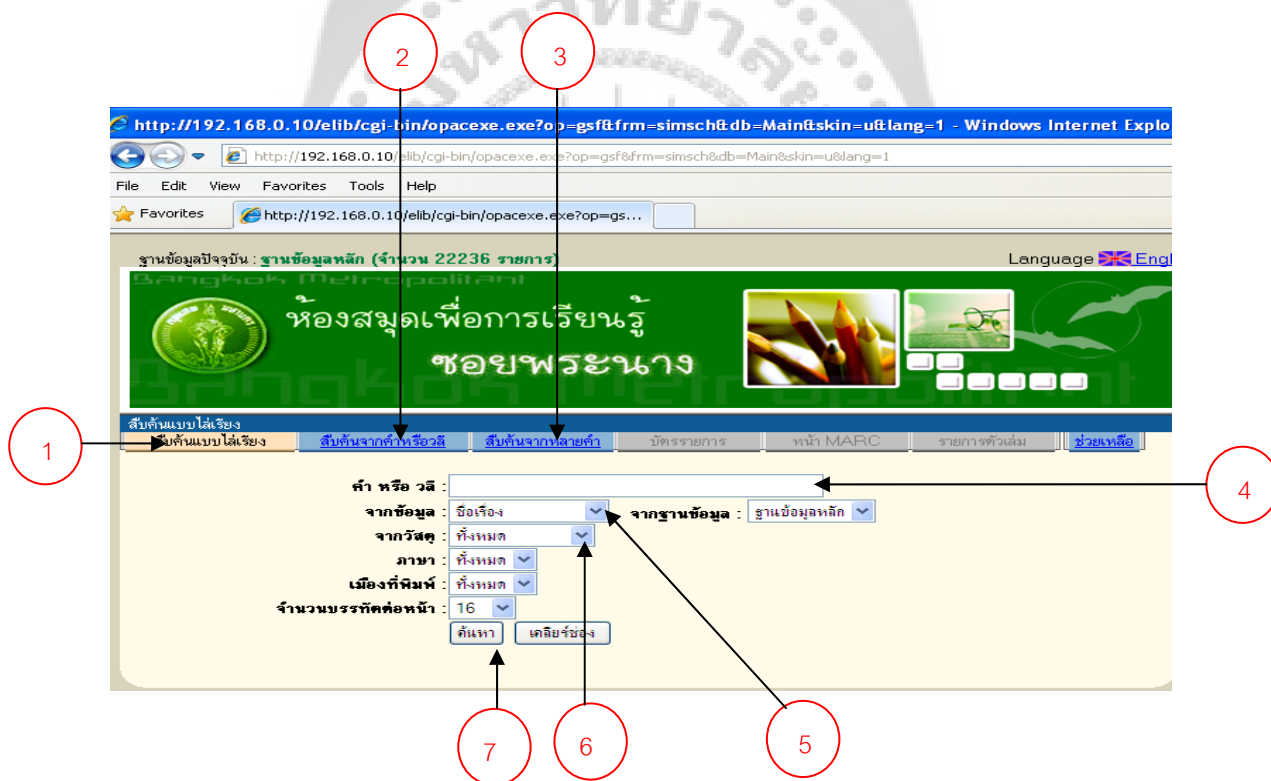 2
3
http://192.168.0.10/elib/cgi-bin/opacexe.exe?op=gsf&frm=simsch&db=Main&skin=u&lang=1 - Windows Internet Explo
http://192.168.0.10/elib/cgi-bin/opacexe.exe?op=gsf&frm=simsch&db=Main&skin=u&lang=1
File Edit View Favorites Tools Help
Favorites http://192.168.0.10/elib/cgi-bin/opacexe.exe?op=gs...
ฐานข้อมูลปัจจุบัน : ฐานข้อมูลหลัก (จำนวน 22236 รายการ) Language Engl
Bangkok Metropolitant
ห้องสมุดเพื่อการเรียนรู้
ซอยพระนาง
Bangkok Metropolitant
สืบค้นแบบไล่เรียง
1 สืบค้นแบบไล่เรียง สืบค้นจากคำหรือวลี สืบค้นจากหลายคำ บัตรรายการ หน้า MARC รายการตัวเล่ม ช่วยเหลือ
คำ หรือ วลี : 4
จากข้อมูล : ชื่อเรื่อง จากฐานข้อมูล : ฐานข้อมูลหลัก
จากวัสดุ : ทั้งหมด
ภาษา : ทั้งหมด
เมืองที่พิมพ์ : ทั้งหมด
จำนวนบรรทัดต่อหน้า : 16
ค้นหา เคลียร์ช่อง
7 6 5